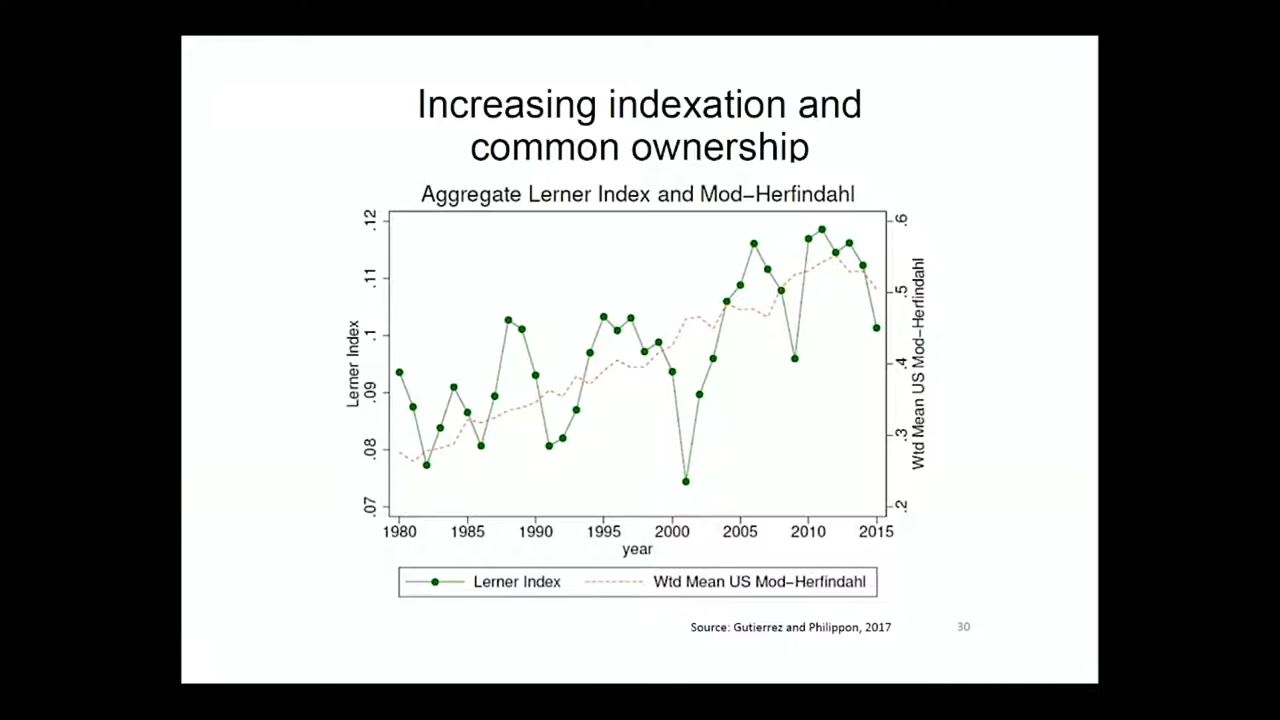 Increasing indexation and
common ownership
Aggregate Lerner Index and Mod−Herfindahl
.12
.11
.1
.09
.08
.07
Lerner Index
.6
.5
.4
.3
.2
Wtd Mean US Mod−Herfindahl
1980 1985 1990 1995 2000 2005 2010 2015
year
Lerner Index Wtd Mean US Mod−Herfindahl
Source: Gutierrez and Philippon, 2017 30